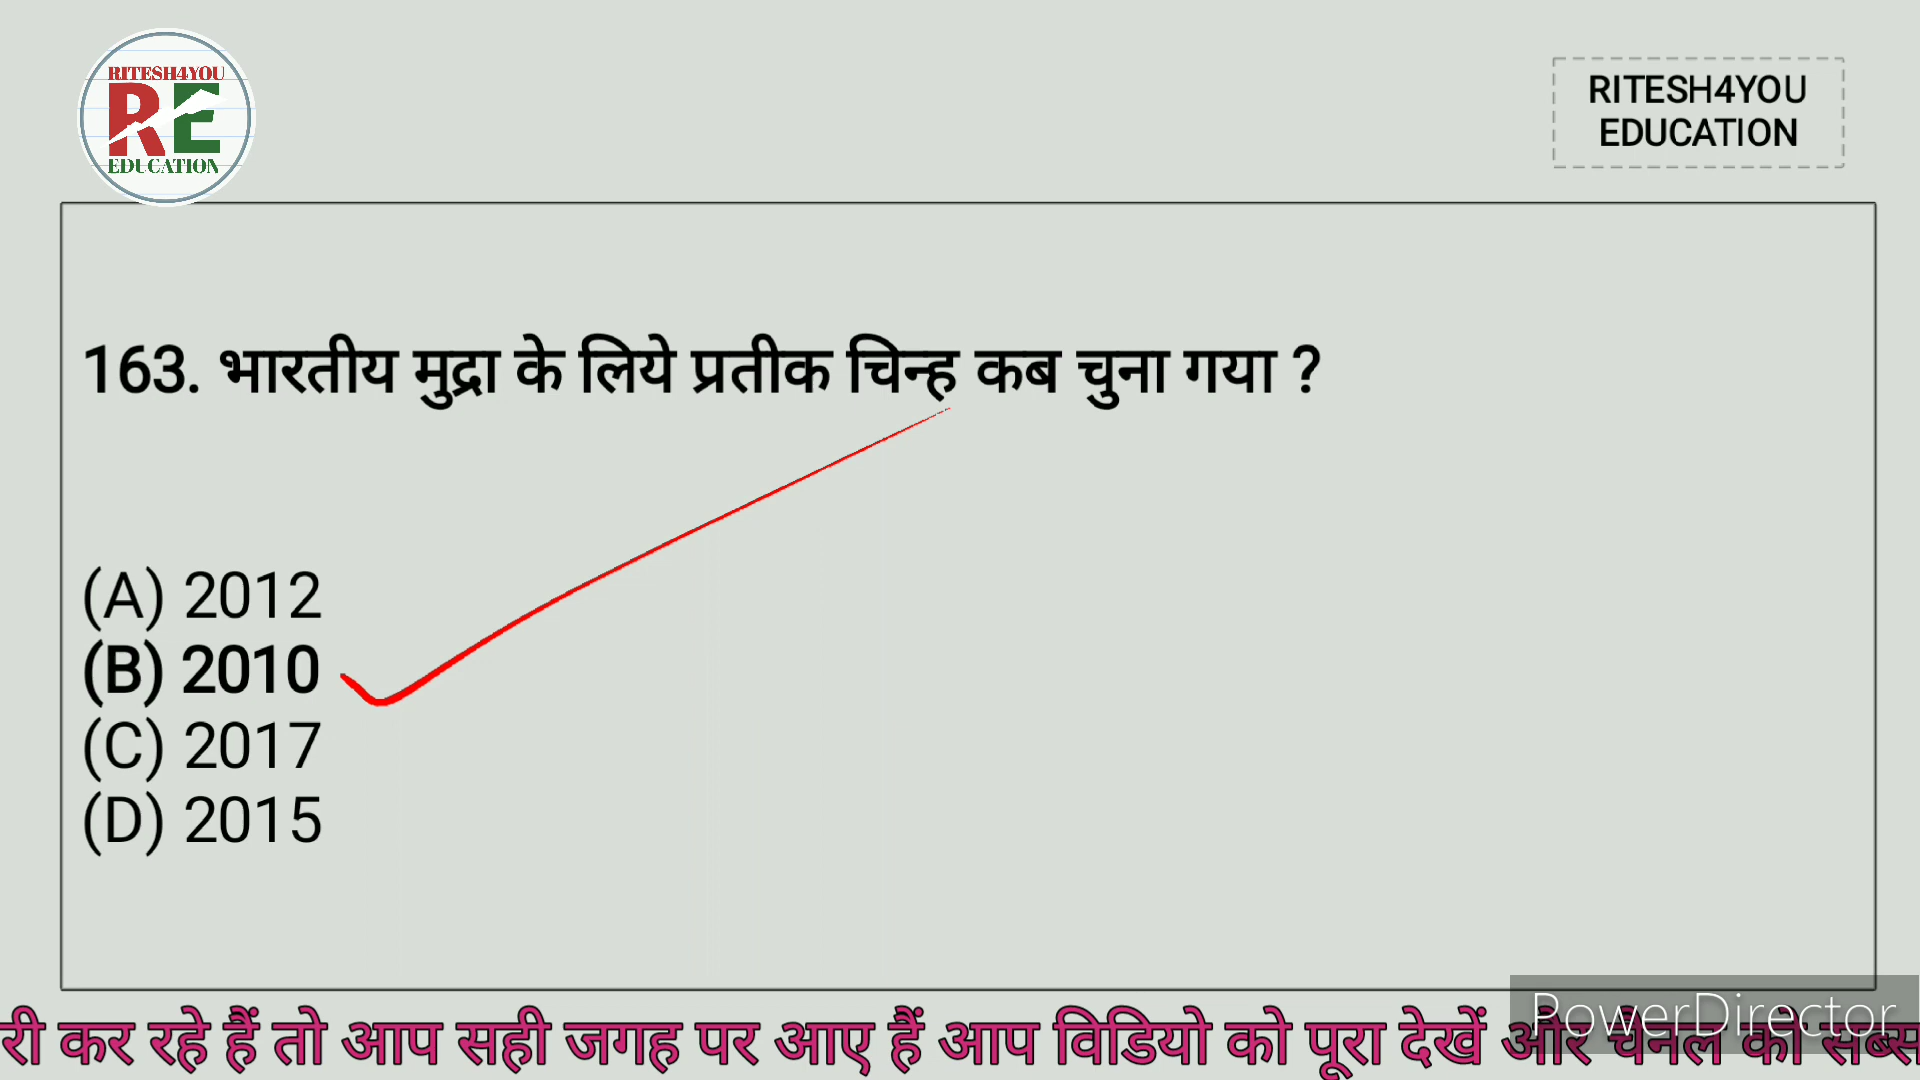 RITESH4YOU
RE
EDUCATION
RITESH4YOU
EDUCATION
163. भारतीय मुद्रा के लिये प्रतीक चिन्ह कब चुना गया ?
(A) 2012
(B) 2010
(C) 2017
(D) 2015
PowerDirector
री कर रहे हैं तो आप सही जगह पर आए हैं आप विडियो को पूरा देखें और चैनल को सब्स